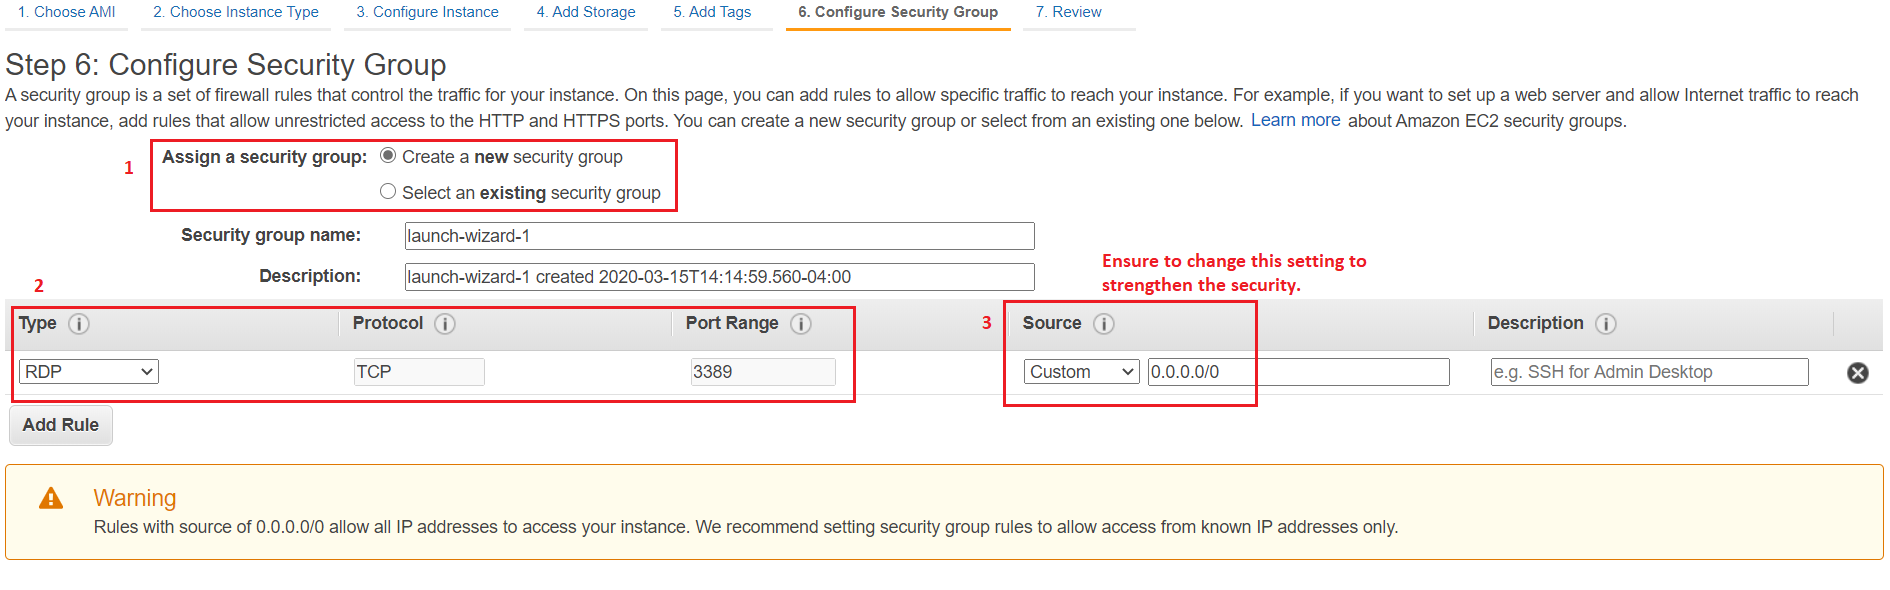 1. Choose AMI 2. Choose Instance Type 3. Configure Instance 4. Add Storage 5. Add Tags 6. Configure Security Group 7. Review
Step 6: Configure Security Group
A security group is a set of firewall rules that control the traffic for your instance. On this page, you can add rules to allow specific traffic to reach your instance. For example, if you want to set up a web server and allow Internet traffic to reach
your instance, add rules that allow unrestricted access to the HTTP and HTTPS ports. You can create a new security group or select from an existing one below. Learn more about Amazon EC2 security groups.
1 Assign a security group: Create a new security group
Select an existing security group
Security group name: launch-wizard-1
Description: launch-wizard-1 created 2020-03-15T14:14:59.560-04:00
Ensure to change this setting to
strengthen the security.
2
Type i Protocol i Port Range i 3 Source i Description i
RDP TCP 3389 Custom 0.0.0.0/0 e.g. SSH for Admin Desktop
Add Rule
Warning
Rules with source of 0.0.0.0/0 allow all IP addresses to access your instance. We recommend setting security group rules to allow access from known IP addresses only.